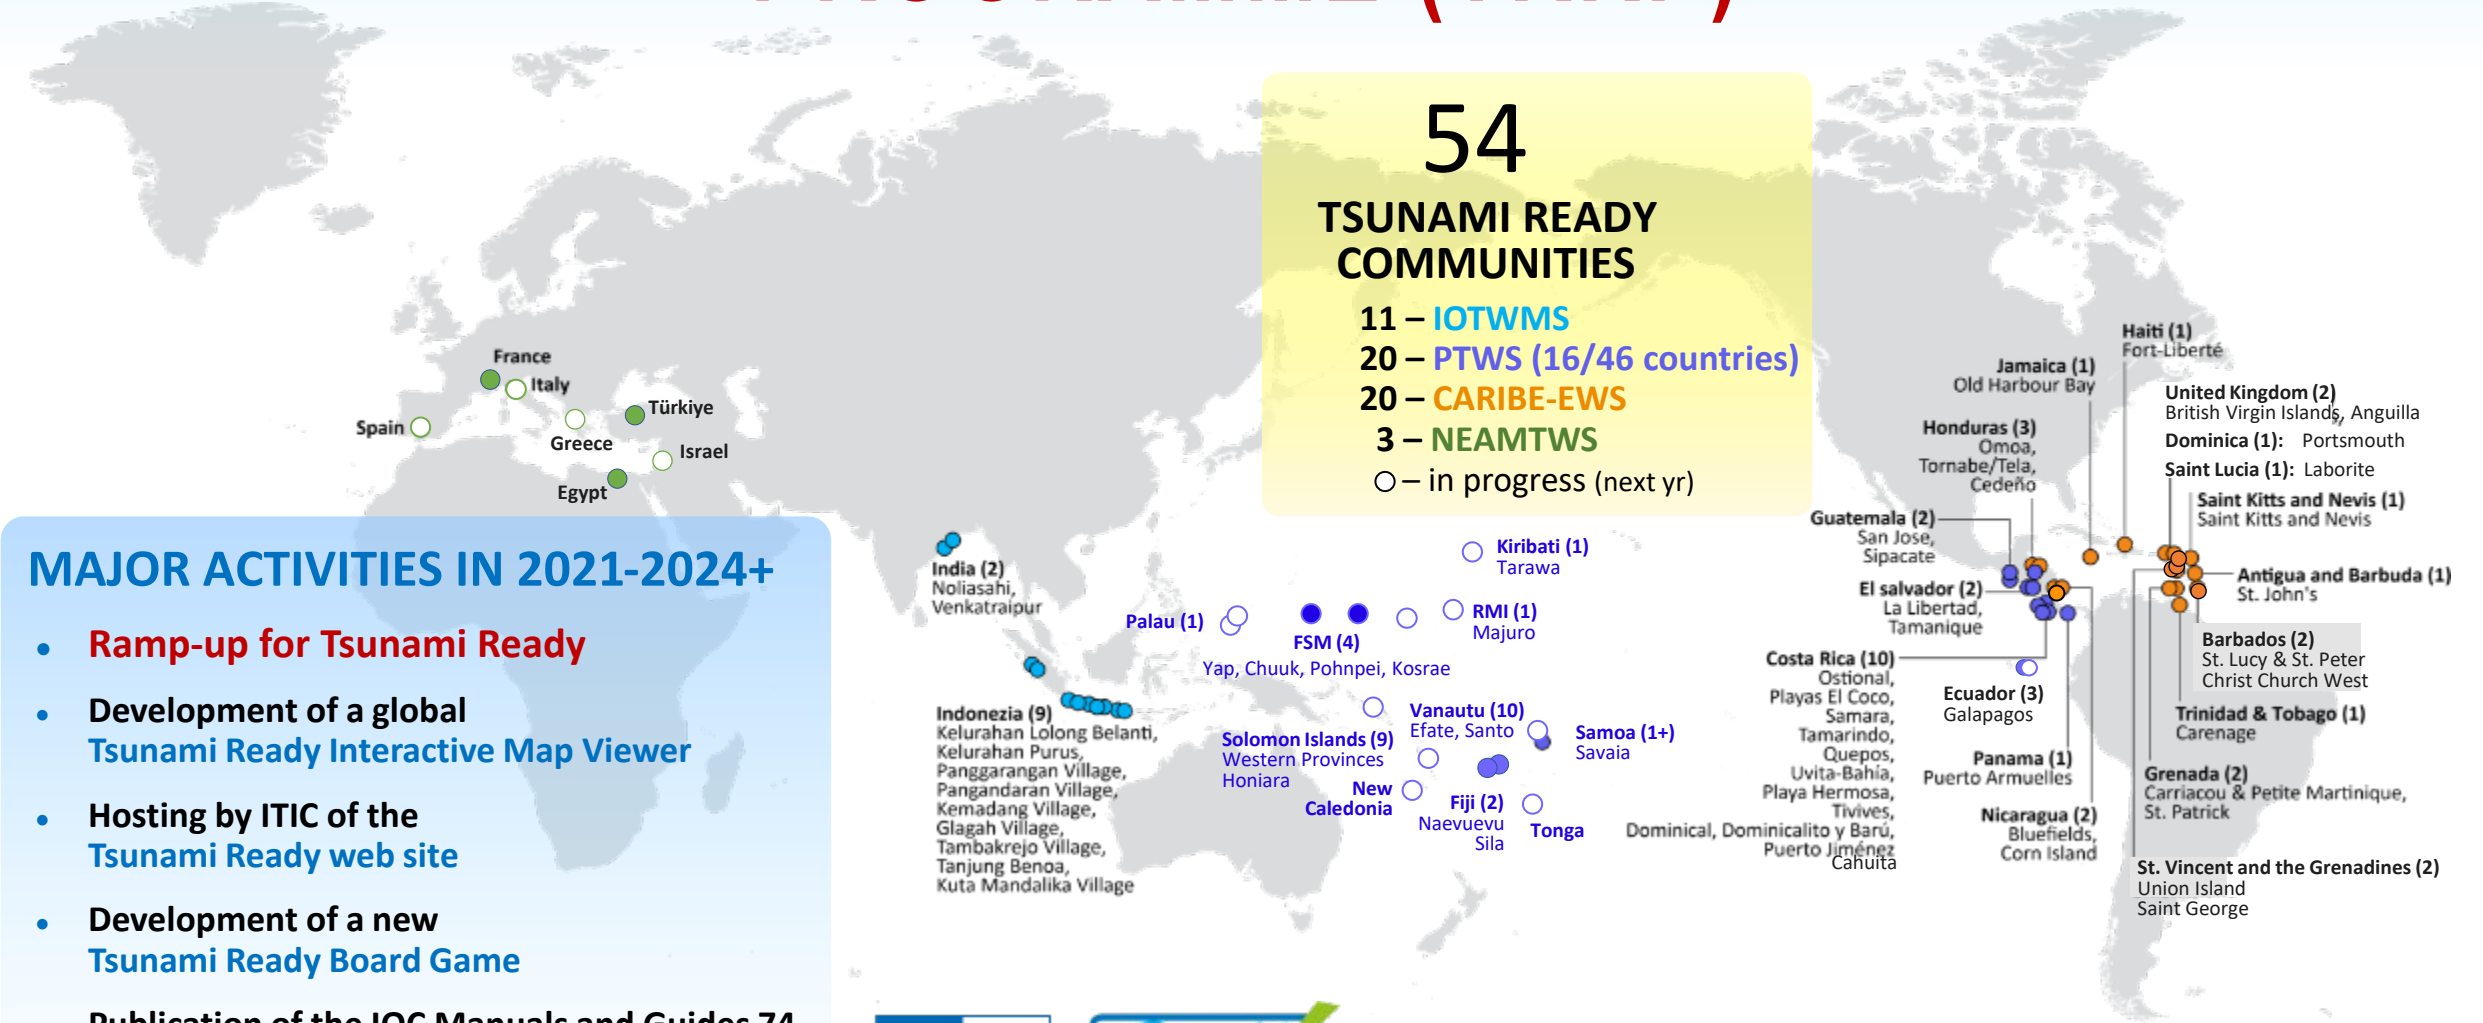 PROGRAMME (TRRP)
54
TSUNAMI READY
COMMUNITIES
11 – IOTWMS
20 – PTWS (16/46 countries)
20 – CARIBE-EWS
3 – NEAMTWS
– in progress (next yr)
France
Italy
Türkiye
Spain
Greece
Israel
Egypt
MAJOR ACTIVITIES IN 2021-2024+
• Ramp-up for Tsunami Ready
• Development of a global
Tsunami Ready Interactive Map Viewer
• Hosting by ITIC of the
Tsunami Ready web site
• Development of a new
Tsunami Ready Board Game
Publication of the IOC Manuals and Guides 74
India (2)
Noliasahi,
Venkatraipur
Indonezia (9)
Kelurahan Lolong Belanti,
Kelurahan Purus,
Panggarangan Village,
Pangandaran Village,
Kemadang Village,
Glagah Village,
Tambakrejo Village,
Tanjung Benoa,
Kuta Mandalika Village
Palau (1)
FSM (4)
Yap, Chuuk, Pohnpei, Kosrae
Kiribati (1)
Tarawa
RMI (1)
Majuro
Solomon Islands (9)
Western Provinces
Honiara
Vanautu (10)
Efate, Santo
Samoa (1+)
Savaia
New
Caledonia
Fiji (2)
Naevuevu
Sila
Tonga
Haiti (1)
Fort-Liberté
Jamaica (1)
Old Harbour Bay
Honduras (3)
Omoa,
Tornabe/Tela,
Cedeño
Guatemala (2)
San Jose,
Sipacate
El salvador (2)
La Libertad,
Tamanique
Costa Rica (10)
Ostional,
Playas El Coco,
Samara,
Tamarindo,
Quepos,
Uvita-Bahía,
Playa Hermosa,
Tivives,
Dominical, Dominicalito y Barú,
Puerto Jiménez
Cahuita
Ecuador (3)
Galapagos
Panama (1)
Puerto Armuelles
Nicaragua (2)
Bluefields,
Corn Island
United Kingdom (2)
British Virgin Islands, Anguilla
Dominica (1): Portsmouth
Saint Lucia (1): Laborite
Saint Kitts and Nevis (1)
Saint Kitts and Nevis
Antigua and Barbuda (1)
St. John's
Barbados (2)
St. Lucy & St. Peter
Christ Church West
Trinidad & Tobago (1)
Carenage
Grenada (2)
Carriacou & Petite Martinique,
St. Patrick
St. Vincent and the Grenadines (2)
Union Island
Saint George